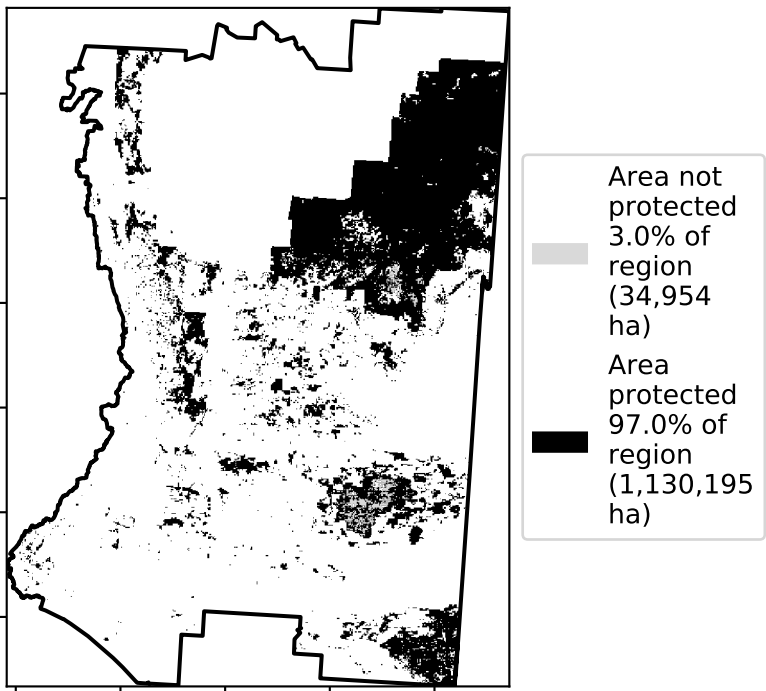 Area not
protected
3.0% of
region
(34,954
ha)
Area
protected
97.0% of
region
(1,130,195
ha)